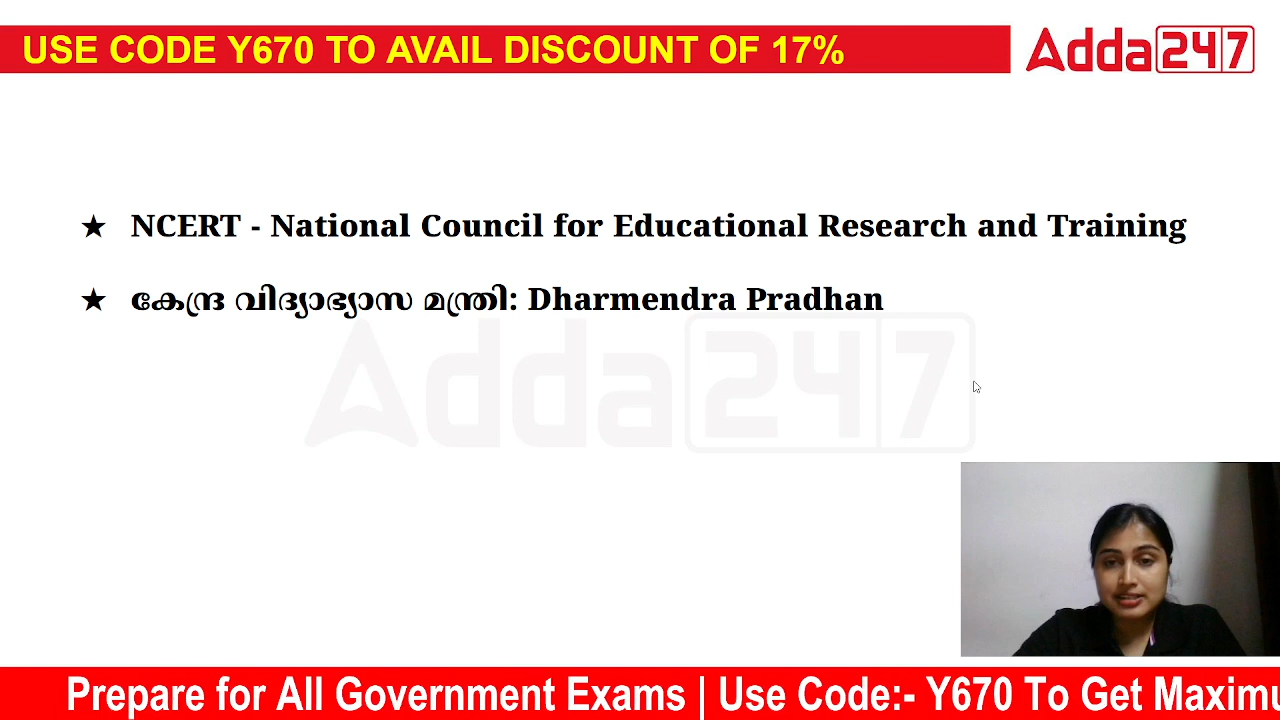 USE CODE Y670 TO AVAIL DISCOUNT OF 17%
Adda247
★ NCERT - National Council for Educational Research and Training
★ കേന്ദ്ര വിദ്യാഭ്യാസ മന്ത്രി: Dharmendra Pradhan
Adda247
Prepare for All Government Exams | Use Code:- Y670 To Get Maximu